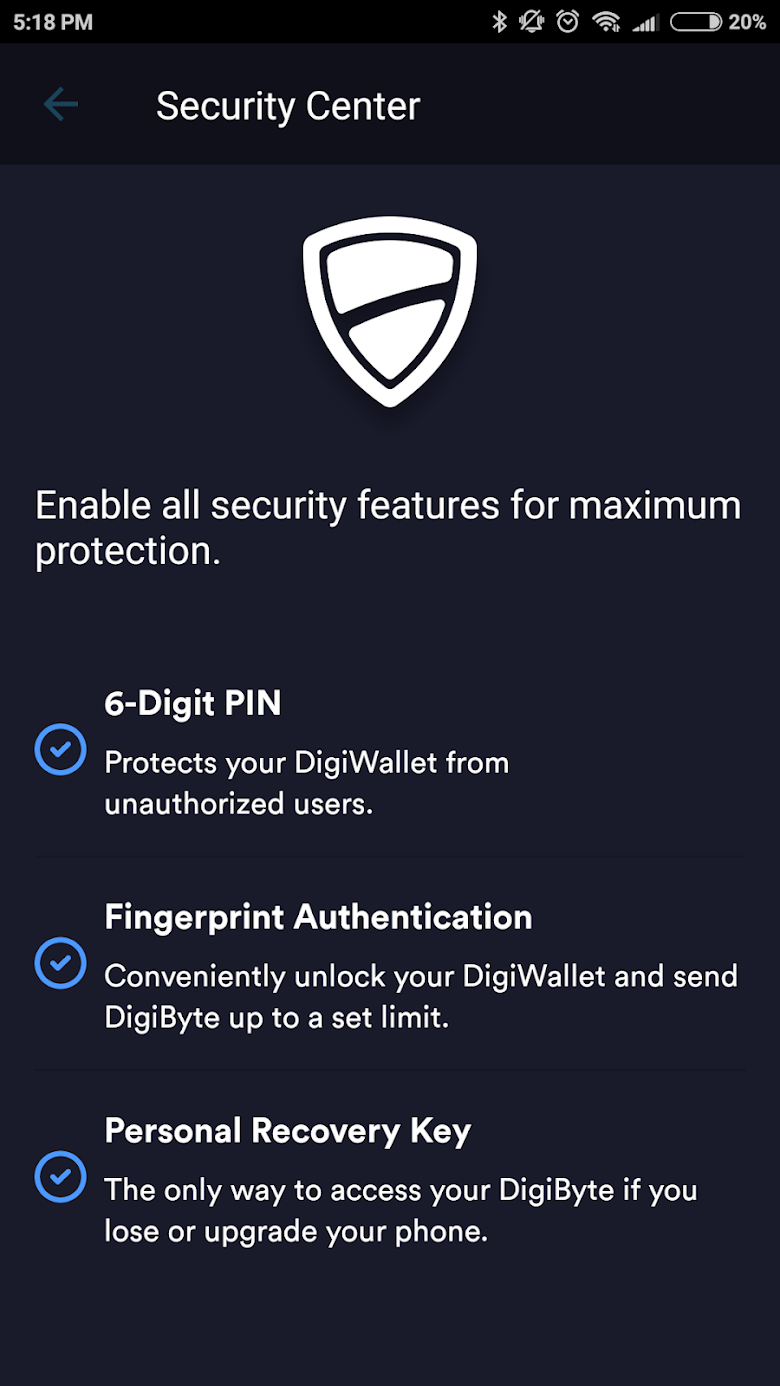 5:18 PM
20%
Security Center
Enable all security features for maximum
protection.
6-Digit PIN
Protects your DigiWallet from
unauthorized users.
Fingerprint Authentication
Conveniently unlock your DigiWallet and send
DigiByte up to a set limit.
Personal Recovery Key
The only way to access your DigiByte if you
lose or upgrade your phone.